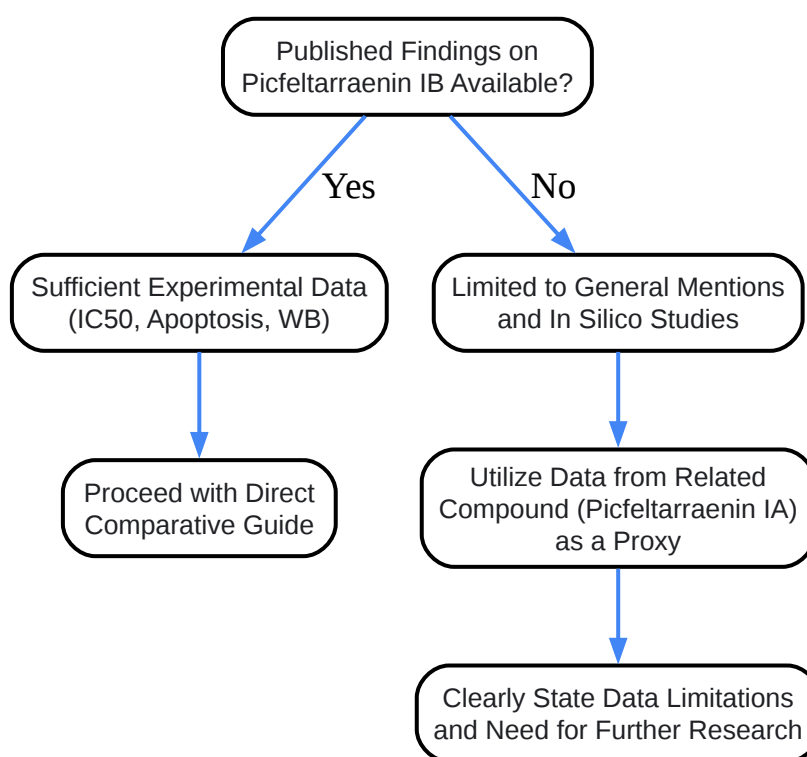 Published Findings on
Picfeltarraenin IB Available?
Yes
No
Sufficient Experimental Data
(IC50, Apoptosis, WB)
Limited to General Mentions
and In Silico Studies
Proceed with Direct
Comparative Guide
Utilize Data from Related
Compound (Picfeltarraenin IA)
as a Proxy
Clearly State Data Limitations
and Need for Further Research